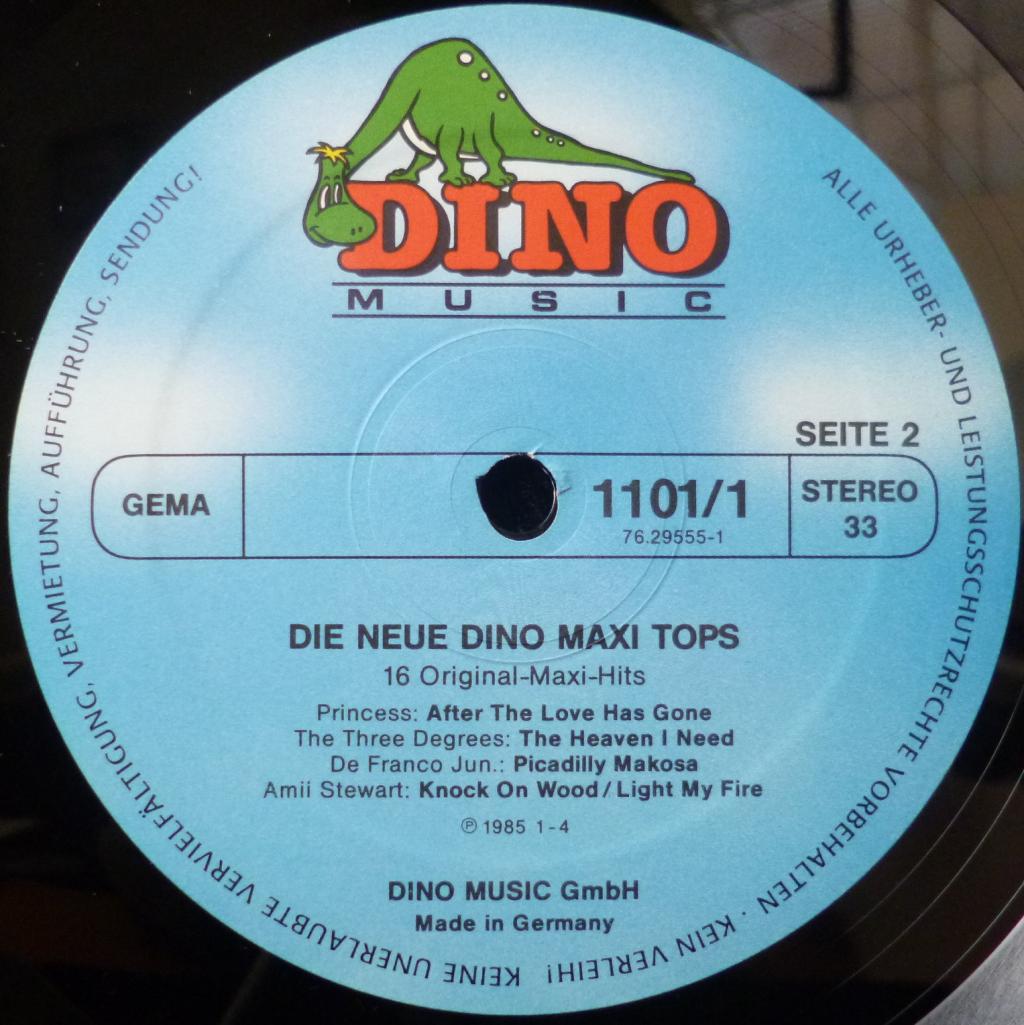 DINO
MUSIC
SEITE 2
GEMA
1101/1
76.29555-1
STEREO
33
DIE NEUE DINO MAXI TOPS
16 Original-Maxi-Hits
Princess: After The Love Has Gone
The Three Degrees: The Heaven I Need
De Franco Jun.: Picadilly Makosa
Amii Stewart: Knock On Wood/Light My Fire
℗ 1985 1-4
DINO MUSIC GmbH
Made in Germany
ALLE URHEBER- UND LEISTUNGSSCHUTZRECHTE VORBEHALTEN · KEIN VERLEIH! KEINE UNERLAUBTE VERVIELFÄLTIGUNG, VERMIETUNG, AUFFÜHRUNG, SENDUNG!